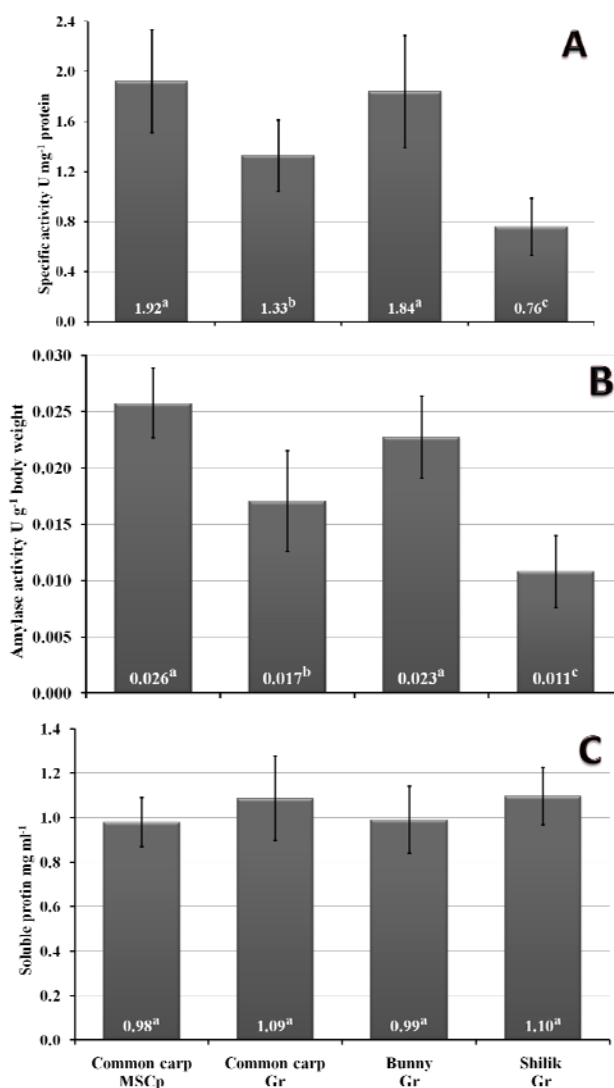 A
Specific activity U mg⁻¹ protein
2.4
2.0
1.6
1.2
0.8
0.4
0.0
1.92ᵃ 1.33ᵇ 1.84ᵃ 0.76ᶜ
B
Amylase activity U g⁻¹ body weight
0.030
0.025
0.020
0.015
0.010
0.005
0.000
0.026ᵃ 0.017ᵇ 0.023ᵃ 0.011ᶜ
C
Soluble protin mg ml⁻¹
1.4
1.2
1.0
0.8
0.6
0.4
0.2
0.0
0.98ᵃ 1.09ᵃ 0.99ᵃ 1.10ᵃ
Common carp Common carp Bunny Shilik
MSCp Gr Gr Gr